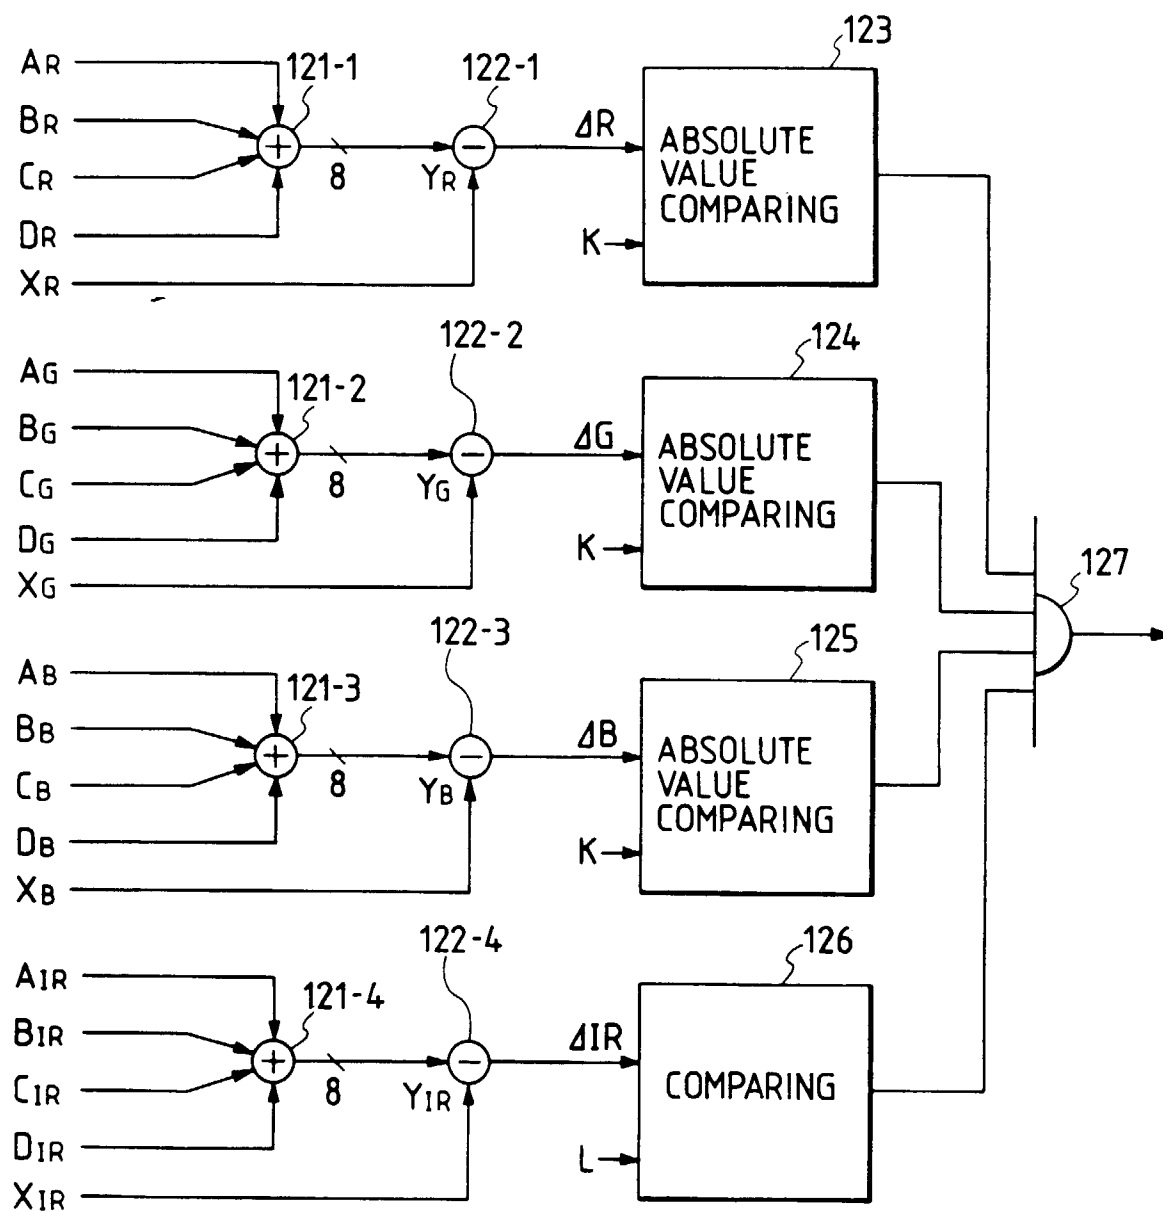 123
AR
121-1
122-1
BR
ΔR
ABSOLUTE
VALUE
COMPARING
CR
8
YR
DR
K
XR
122-2
124
AG
121-2
BG
ΔG
ABSOLUTE
VALUE
COMPARING
CG
8
YG
DG
K
XG
127
122-3
125
AB
121-3
BB
ΔB
ABSOLUTE
VALUE
COMPARING
CB
8
YB
DB
K
XB
122-4
126
AIR
121-4
BIR
ΔIR
COMPARING
CIR
8
YIR
DIR
L
XIR